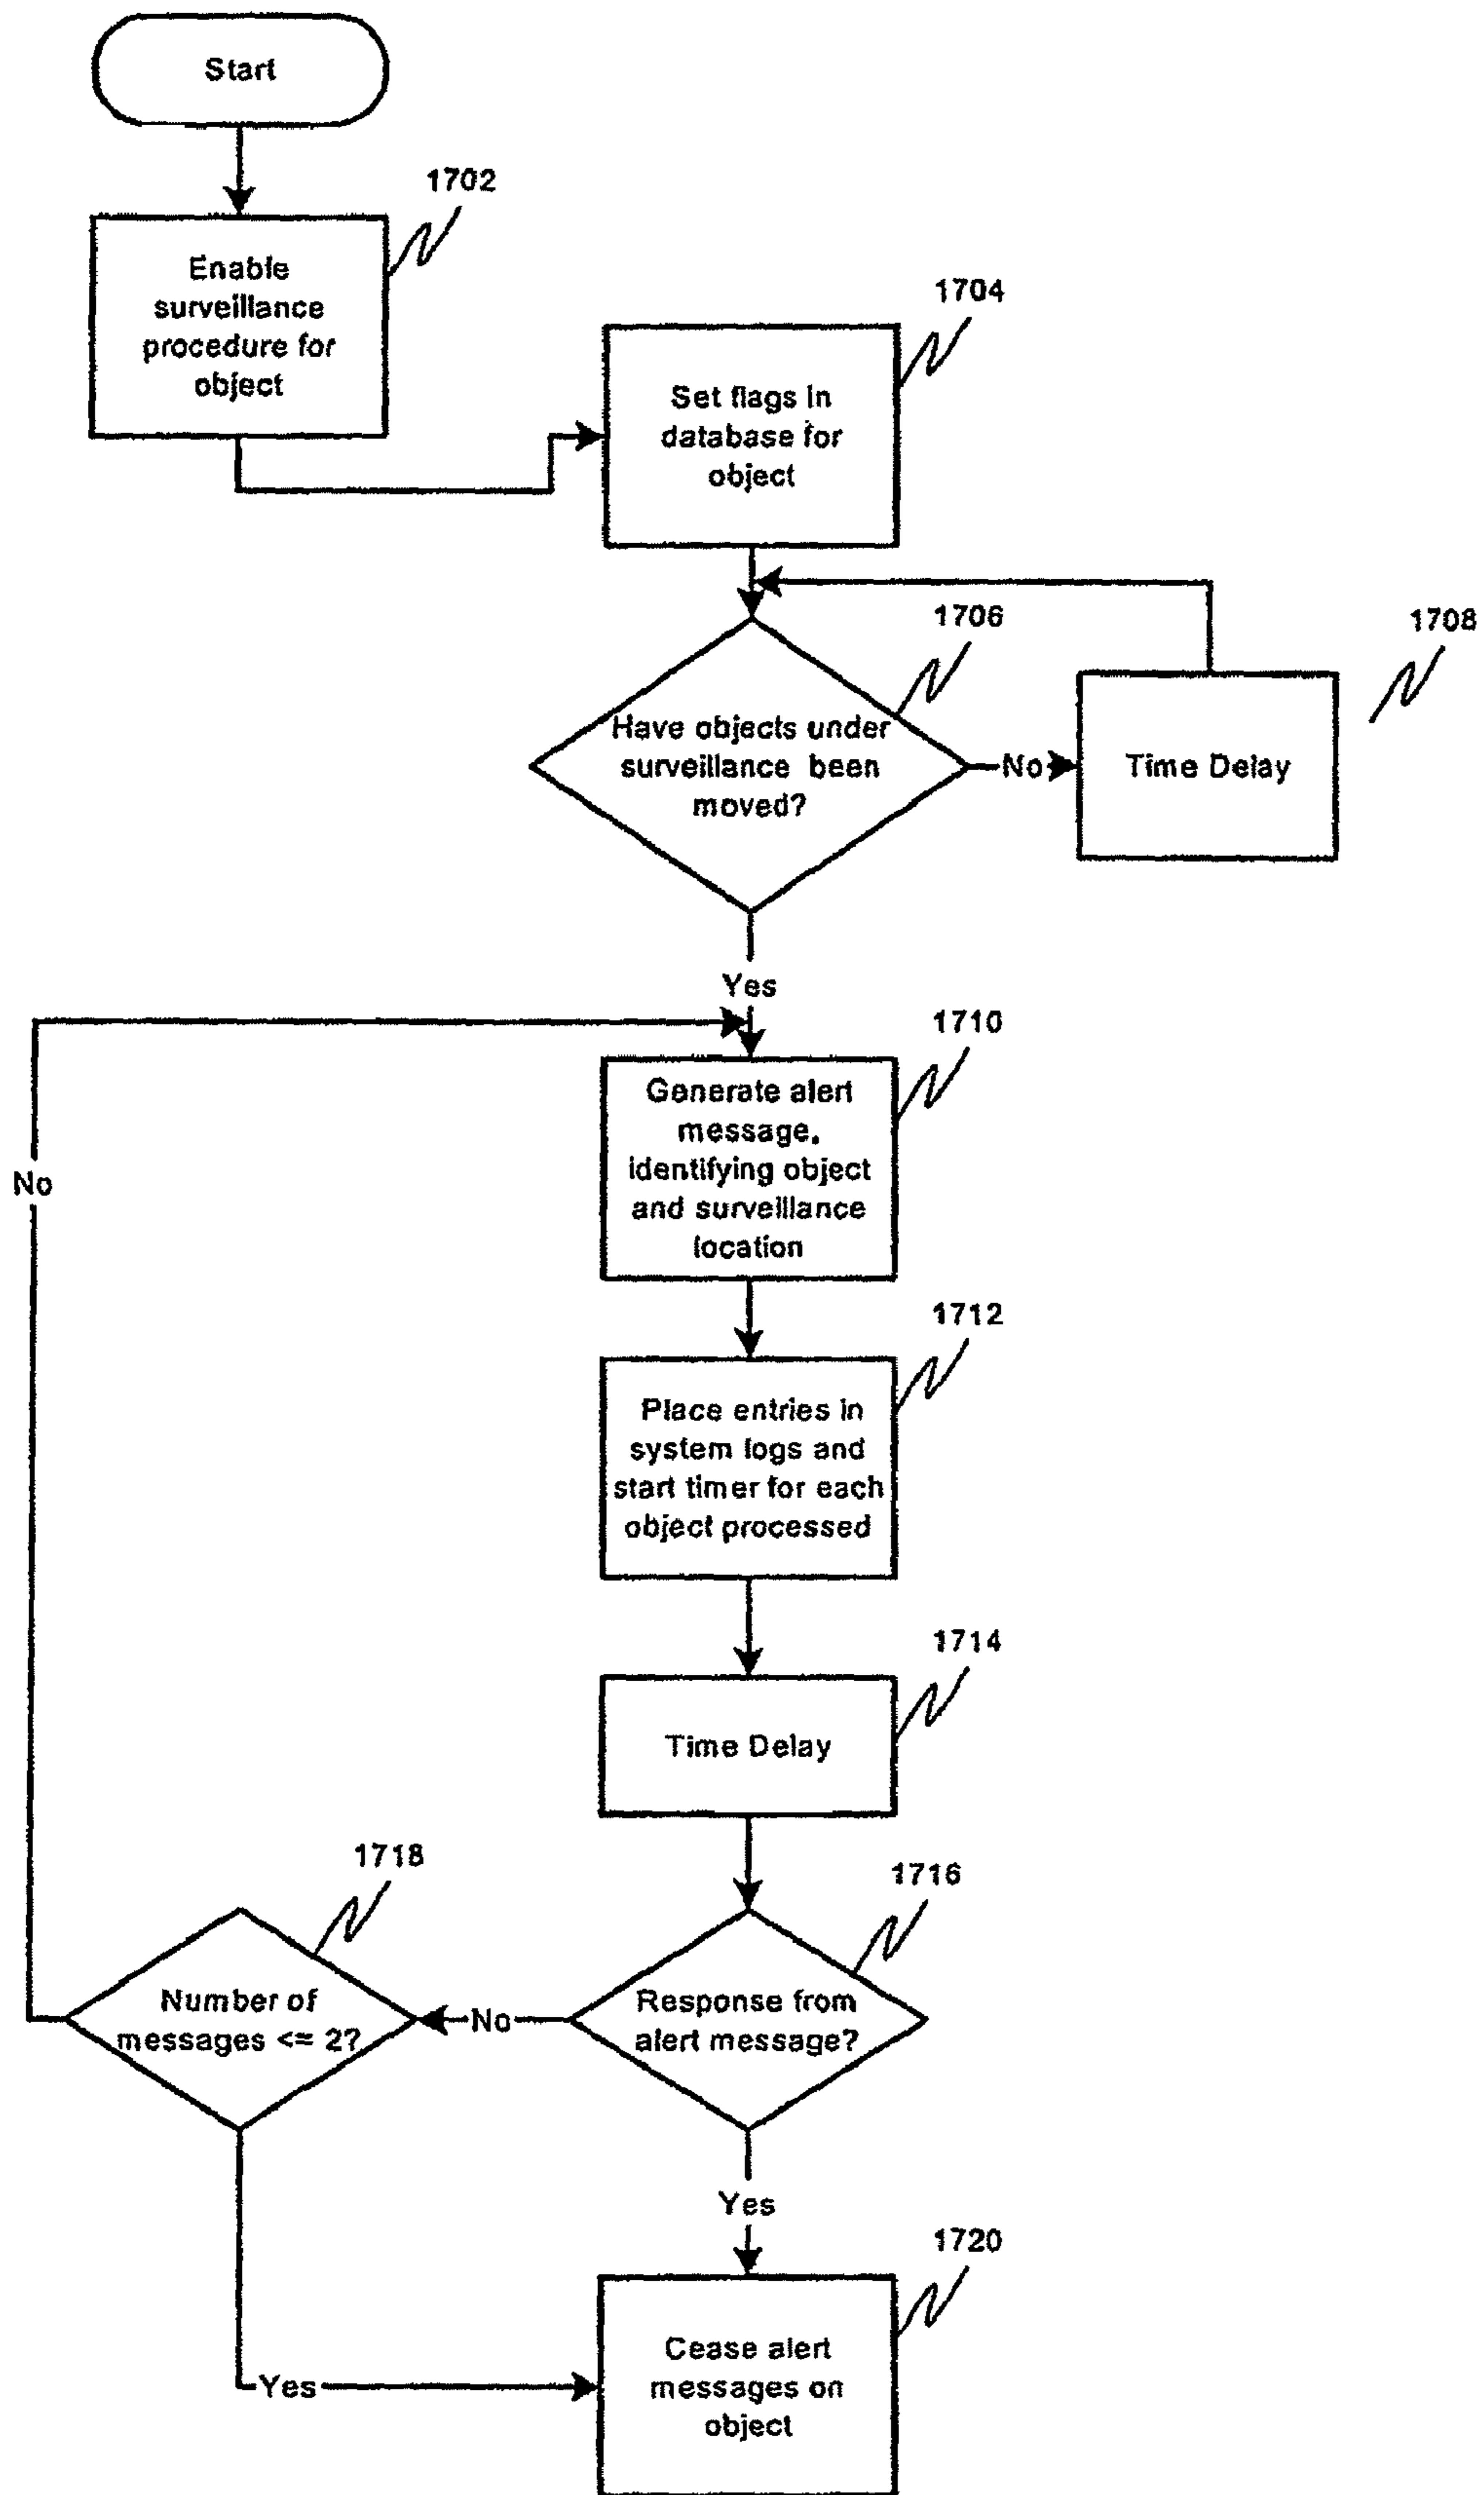 Start
1702
Enable
surveillance
procedure for
object
1704
Set flags in
database for
object
1706
Have objects under
surveillance been
moved?
No
1708
Time Delay
Yes
1710
Generate alert
message,
identifying object
and surveillance
location
No
1712
Place entries in
system logs and
start timer for each
object processed
1714
Time Delay
1716
Response from
alert message?
No
1718
Number of
messages <= 2?
Yes
1720
Cease alert
messages on
object
Yes